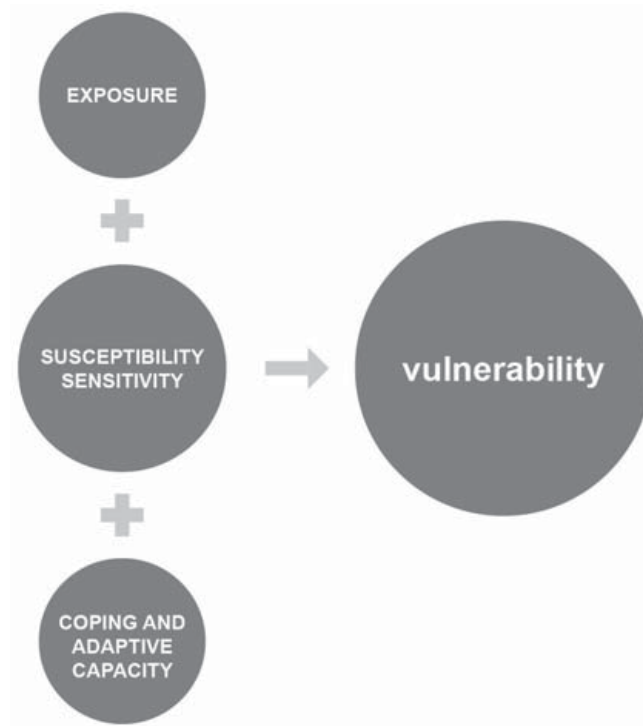 EXPOSURE
SUSCEPTIBILITY
SENSITIVITY
vulnerability
COPING AND
ADAPTIVE
CAPACITY